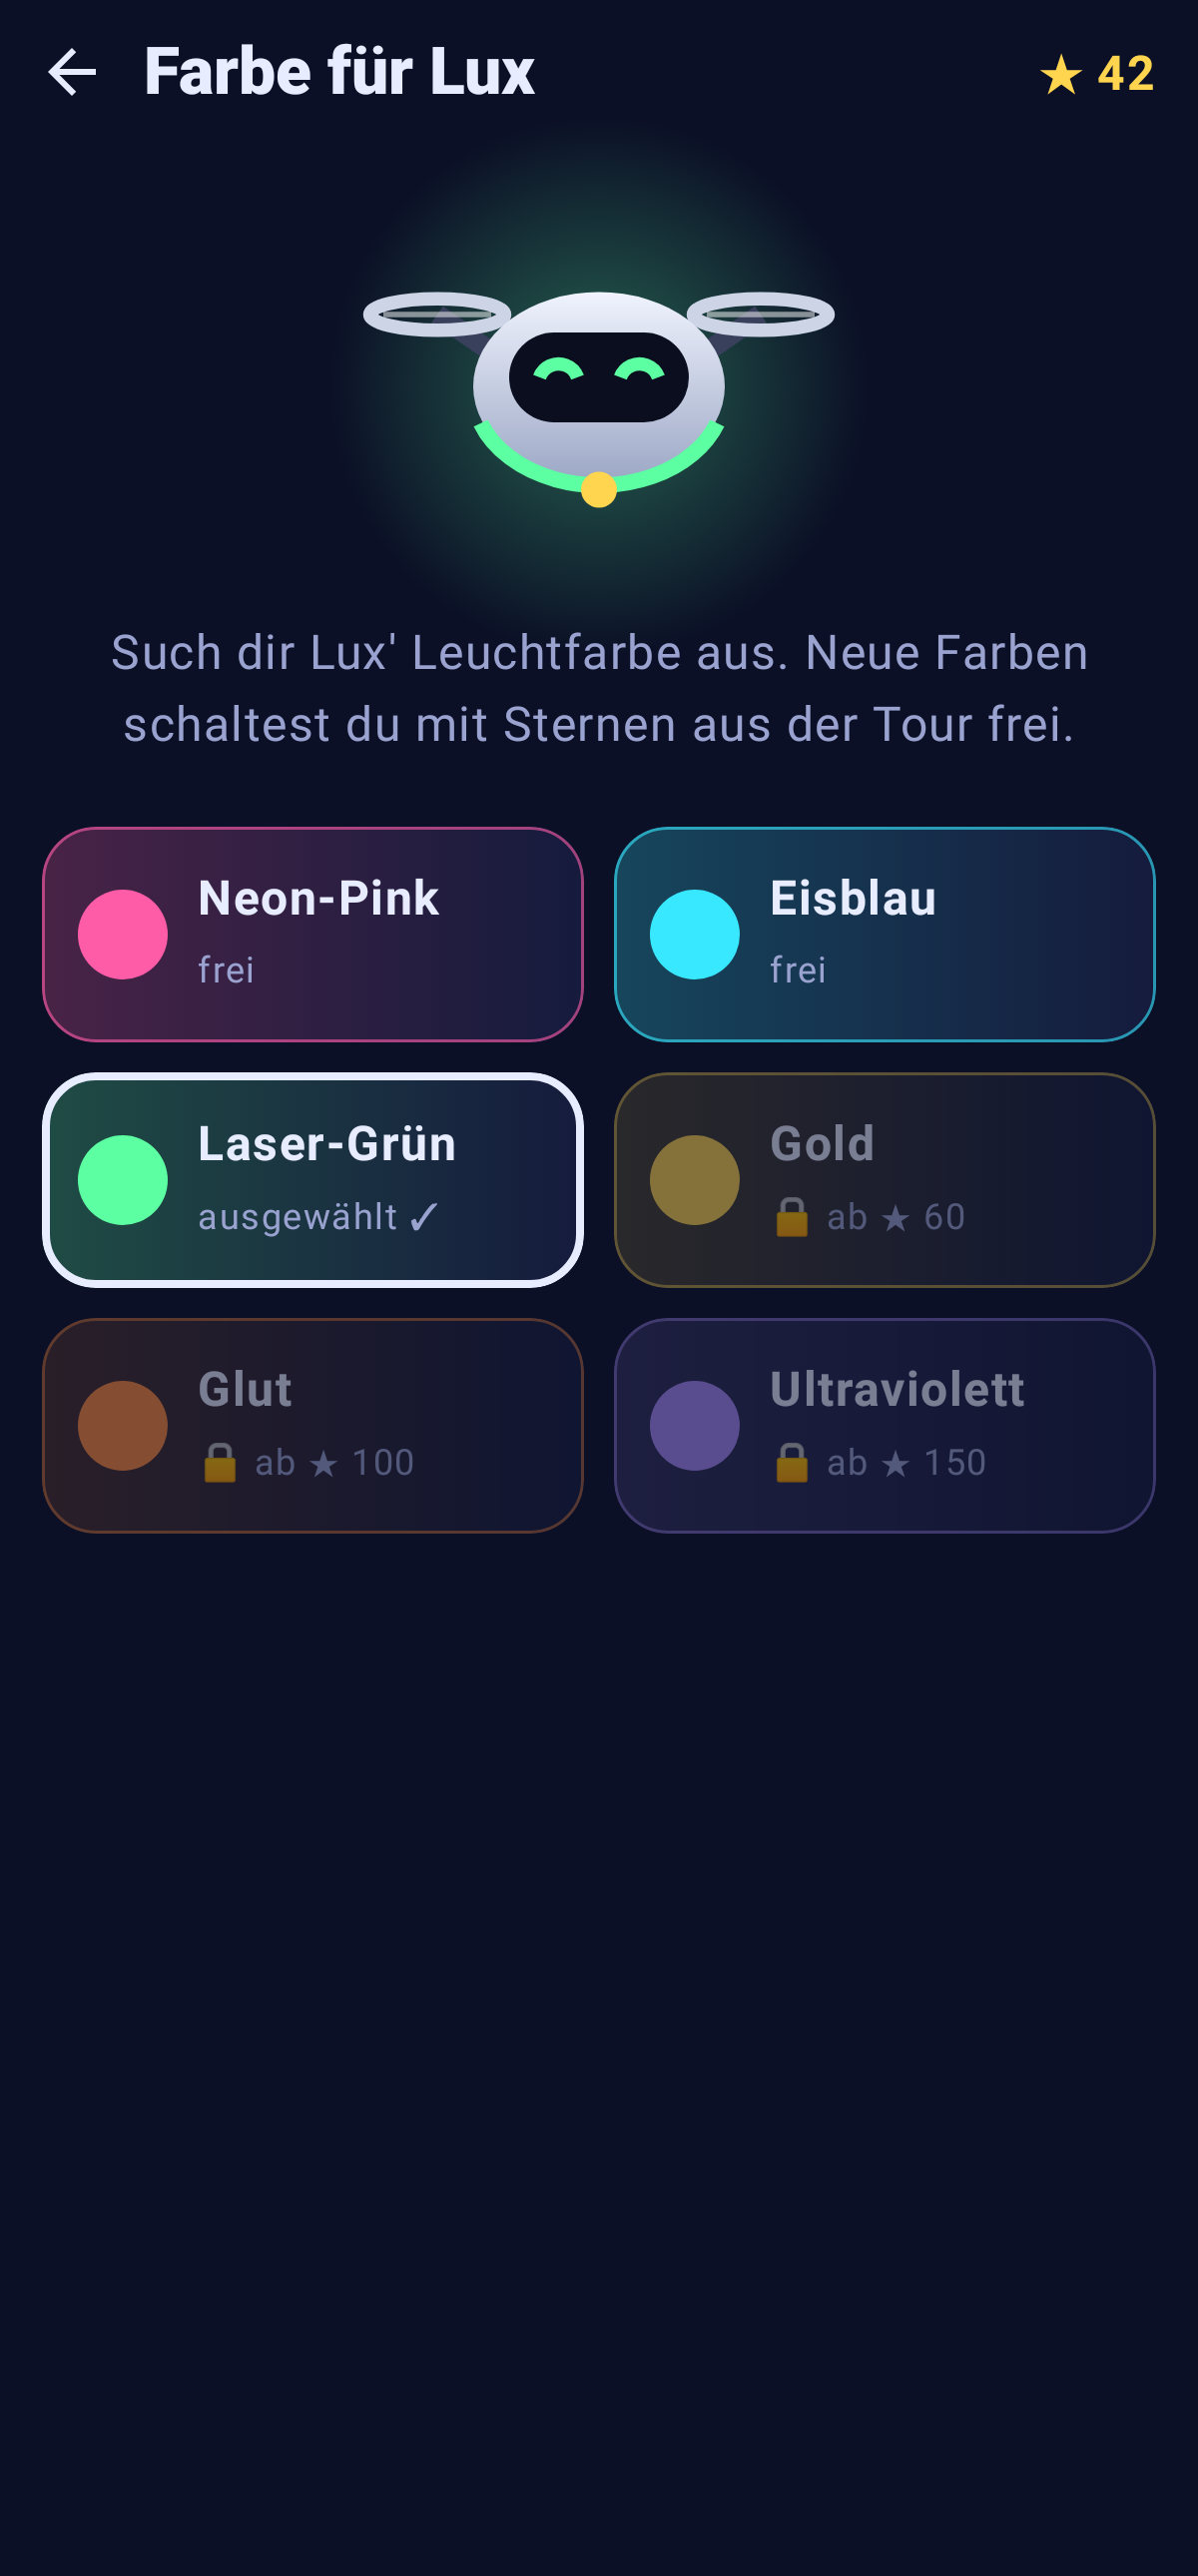 Farbe für Lux
★ 42
Such dir Lux' Leuchtfarbe aus. Neue Farben
schaltest du mit Sternen aus der Tour frei.
Neon-Pink
frei
Eisblau
frei
Laser-Grün
ausgewählt ✓
Gold
🔒 ab ★ 60
Glut
🔒 ab ★ 100
Ultraviolett
🔒 ab ★ 150